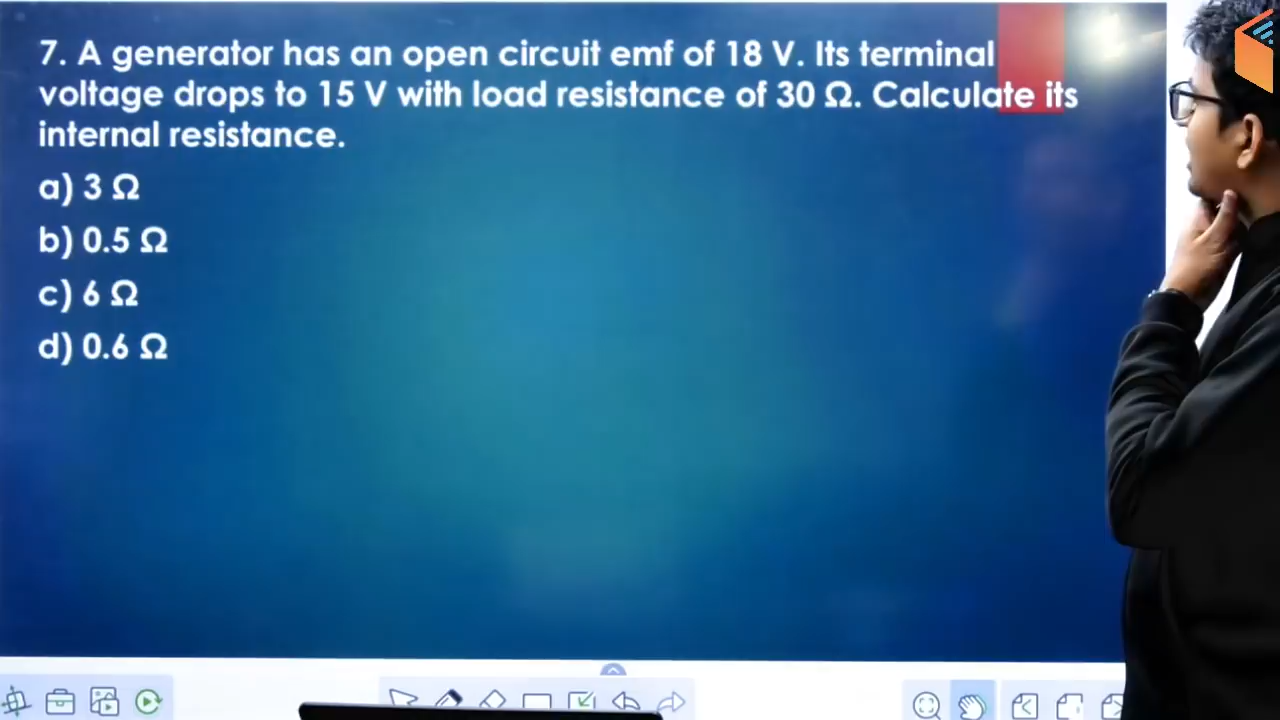 7. A generator has an open circuit emf of 18 V. Its terminal
voltage drops to 15 V with load resistance of 30 Ω. Calculate its
internal resistance.
a) 3 Ω
b) 0.5 Ω
c) 6 Ω
d) 0.6 Ω